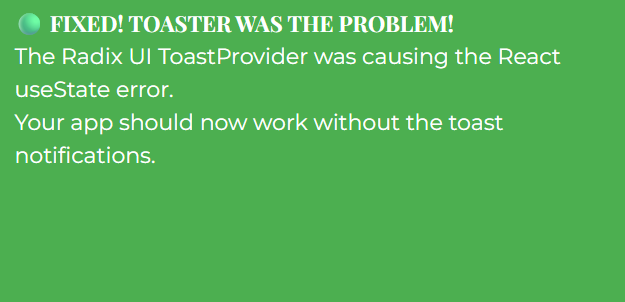 FIXED! TOASTER WAS THE PROBLEM!
The Radix UI ToastProvider was causing the React
useState error.
Your app should now work without the toast
notifications.